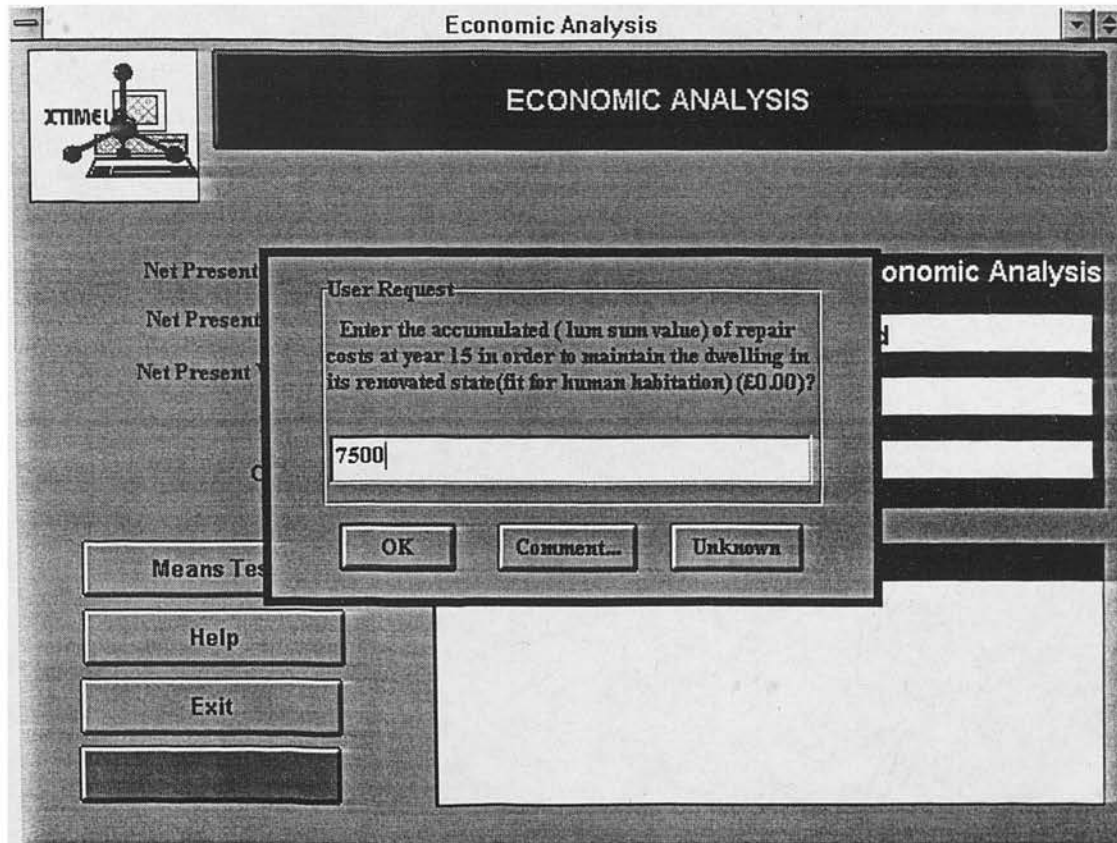 Economic Analysis
XTIMEL
ECONOMIC ANALYSIS
Net Present
Net Present
Net Present
onomic Analysis
User Request
Enter the accumulated ( lum sum value) of repair
costs at year 15 in order to maintain the dwelling in
its renovated state(fit for human habitation) (£0.00)?
7500
OK
Comment...
Unknown
Means Tes
Help
Exit